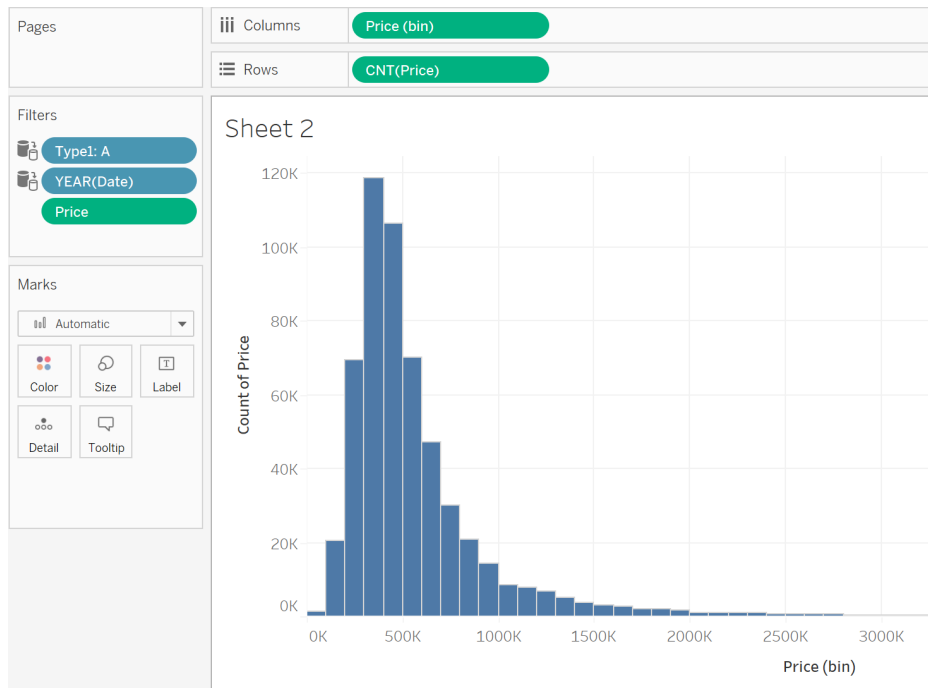 Pages
Columns
Price (bin)
Rows
CNT(Price)
Filters
Type1: A
YEAR(Date)
Price
Marks
Automatic
Color
Size
T
Label
Detail
Tooltip
Sheet 2
Count of Price
120K
100K
80K
60K
40K
20K
0K
0K 500K 1000K 1500K 2000K 2500K 3000K
Price (bin)